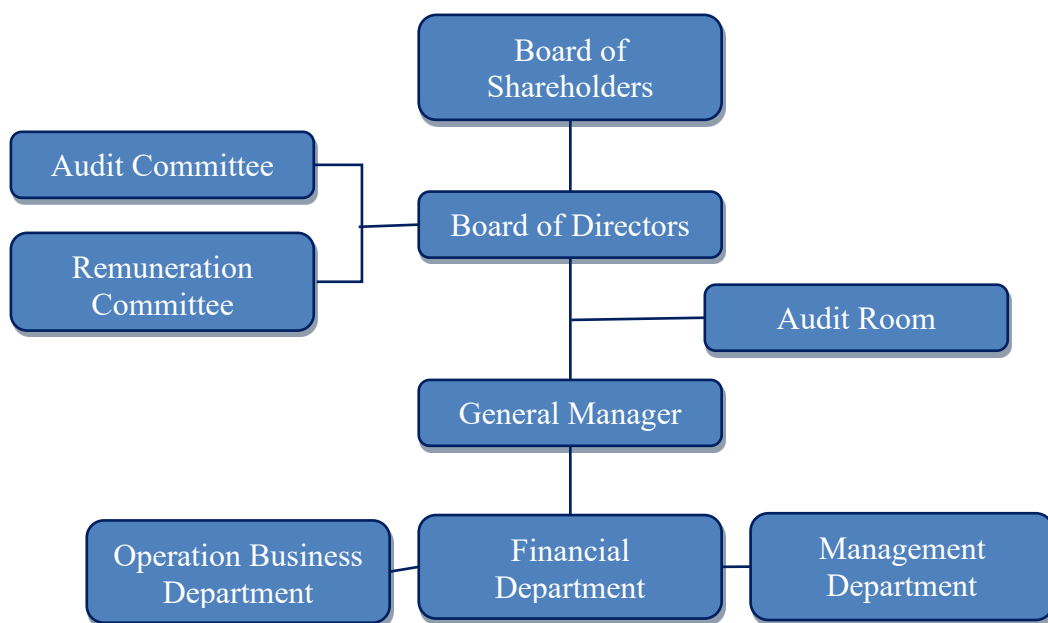 Board of
Shareholders
Audit Committee
Board of Directors
Remuneration
Committee
Audit Room
General Manager
Operation Business
Department
Financial
Department
Management
Department